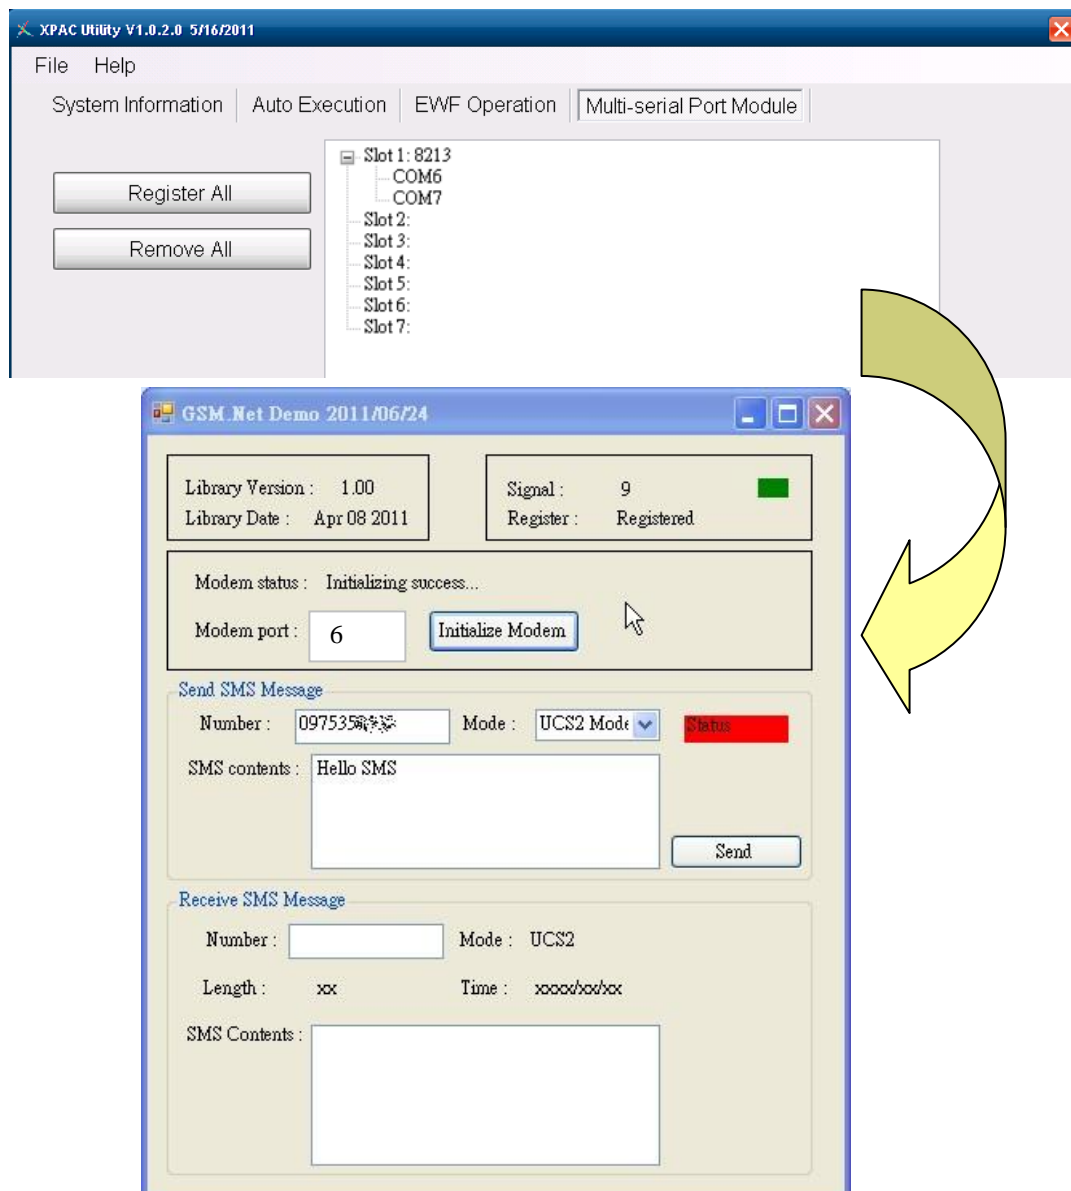 XPAC Utility V1.0.2.0 5/16/2011
File Help
System Information Auto Execution EWF Operation Multi-serial Port Module
Register All
Remove All
Slot 1: 8213
COM6
COM7
Slot 2:
Slot 3:
Slot 4:
Slot 5:
Slot 6:
Slot 7:
GSM.Net Demo 2011/06/24
Library Version : 1.00
Library Date : Apr 08 2011
Signal : 9
Register : Registered
Modem status : Initializing success...
Modem port : 6 Initialize Modem
Send SMS Message
Number : 097535 Mode : UCS2 Mode Status
SMS contents : Hello SMS
Send
Receive SMS Message
Number : Mode : UCS2
Length : xx Time : xxxx/xx/xx
SMS Contents :